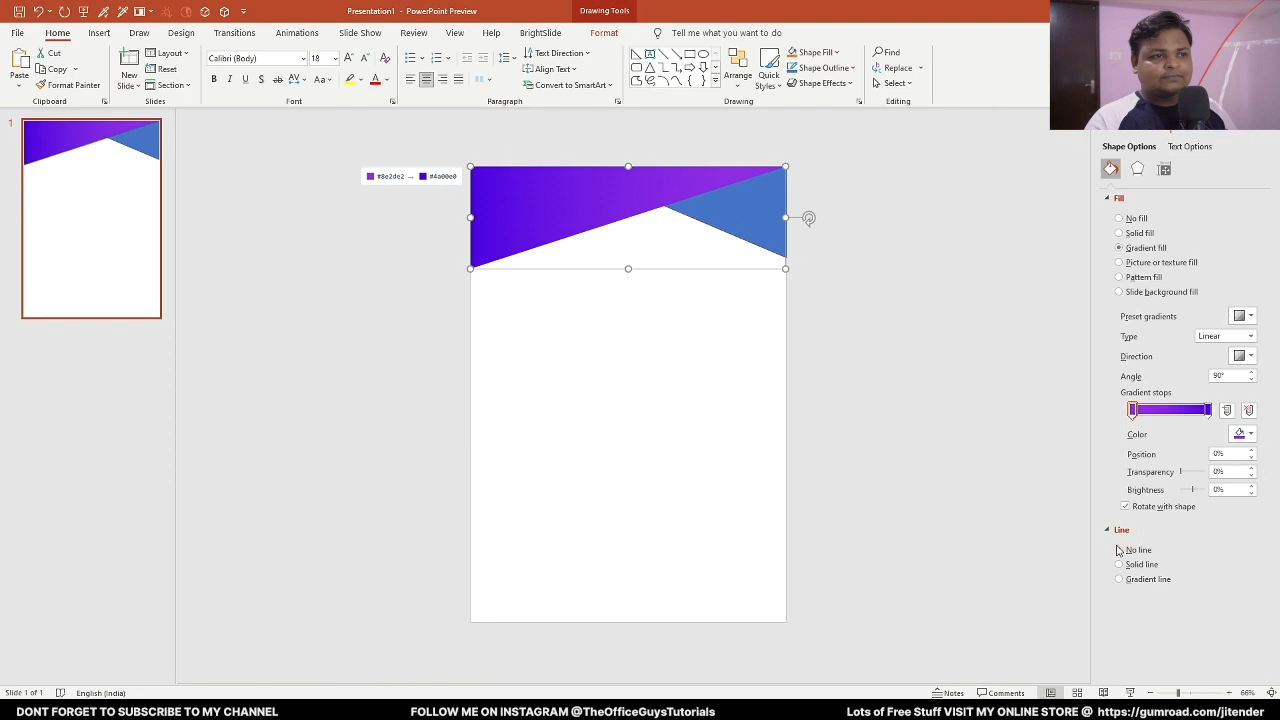 Presentation1 - PowerPoint Preview
Drawing Tools
File Home Insert Draw Design Transitions Animations Slide Show Review View Help BrightSlide Format Tell me what you want to do
Paste
Cut
Copy
Format Painter
Clipboard
New
Slide
Layout
Reset
Section
Slides
Calibri (Body) 18
Font
Text Direction
Align Text
Convert to SmartArt
Paragraph
Arrange
Quick
Styles
Shape Fill
Shape Outline
Shape Effects
Drawing
Find
Replace
Select
Editing
1
#8e2de2 → #4a00e0
Shape Options Text Options
Fill
No fill
Solid fill
Gradient fill
Picture or texture fill
Pattern fill
Slide background fill
Preset gradients
Type Linear
Direction
Angle 90°
Gradient stops
Color
Position 0%
Transparency 0%
Brightness 0%
Rotate with shape
Line
No line
Solid line
Gradient line
Slide 1 of 1 English (India) Notes Comments 66%
DONT FORGET TO SUBSCRIBE TO MY CHANNEL FOLLOW ME ON INSTAGRAM @TheOfficeGuysTutorials Lots of Free Stuff VISIT MY ONLINE STORE @ https://gumroad.com/jitender